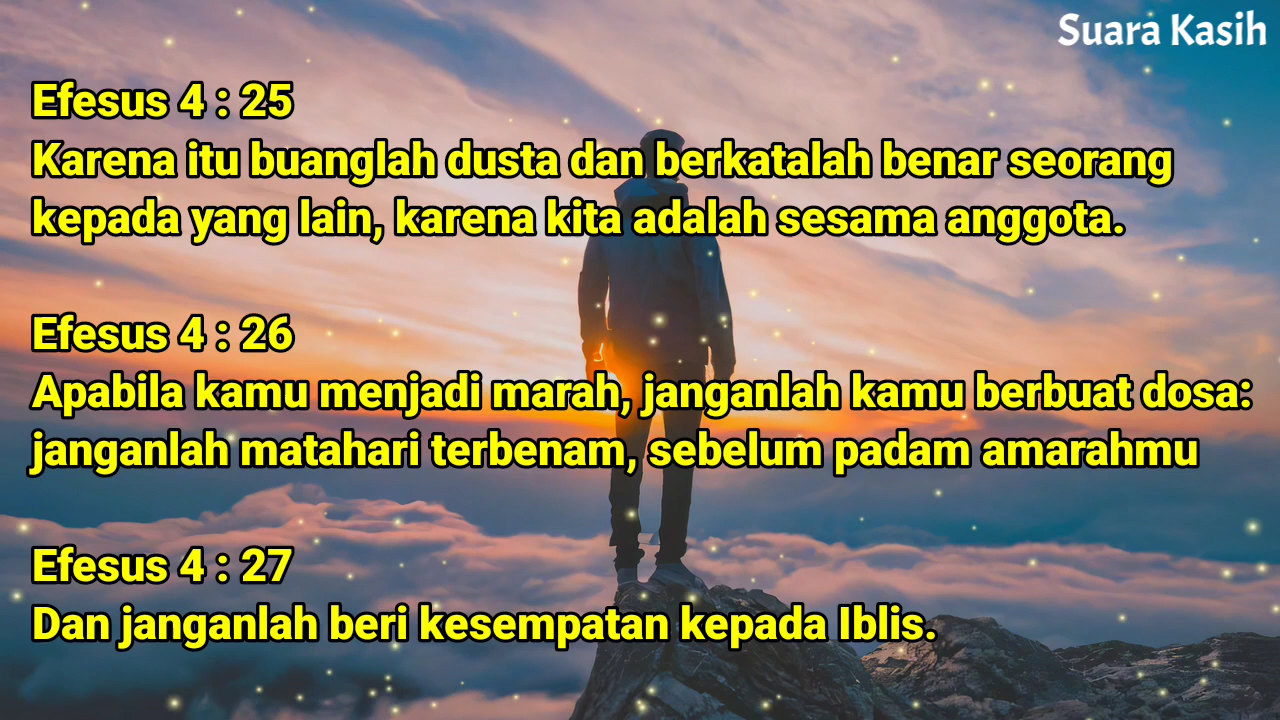 Suara Kasih
Efesus 4 : 25
Karena itu buanglah dusta dan berkatalah benar seorang
kepada yang lain, karena kita adalah sesama anggota.
Efesus 4 : 26
Apabila kamu menjadi marah, janganlah kamu berbuat dosa:
janganlah matahari terbenam, sebelum padam amarahmu
Efesus 4 : 27
Dan janganlah beri kesempatan kepada Iblis.